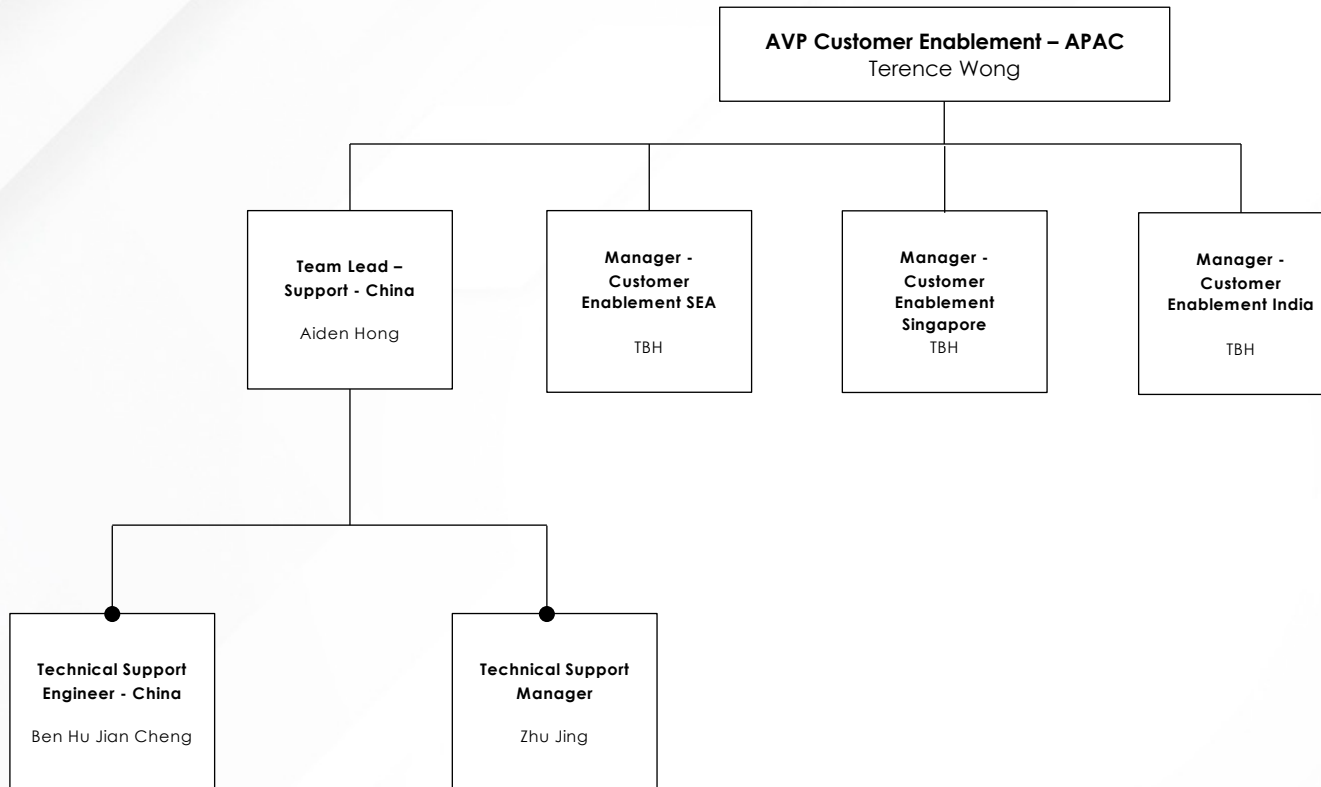 AVP Customer Enablement – APAC
Terence Wong
Team Lead –
Support - China
Aiden Hong
Manager -
Customer
Enablement SEA
TBH
Manager -
Customer
Enablement
Singapore
TBH
Manager -
Customer
Enablement India
TBH
Technical Support
Engineer - China
Ben Hu Jian Cheng
Technical Support
Manager
Zhu Jing